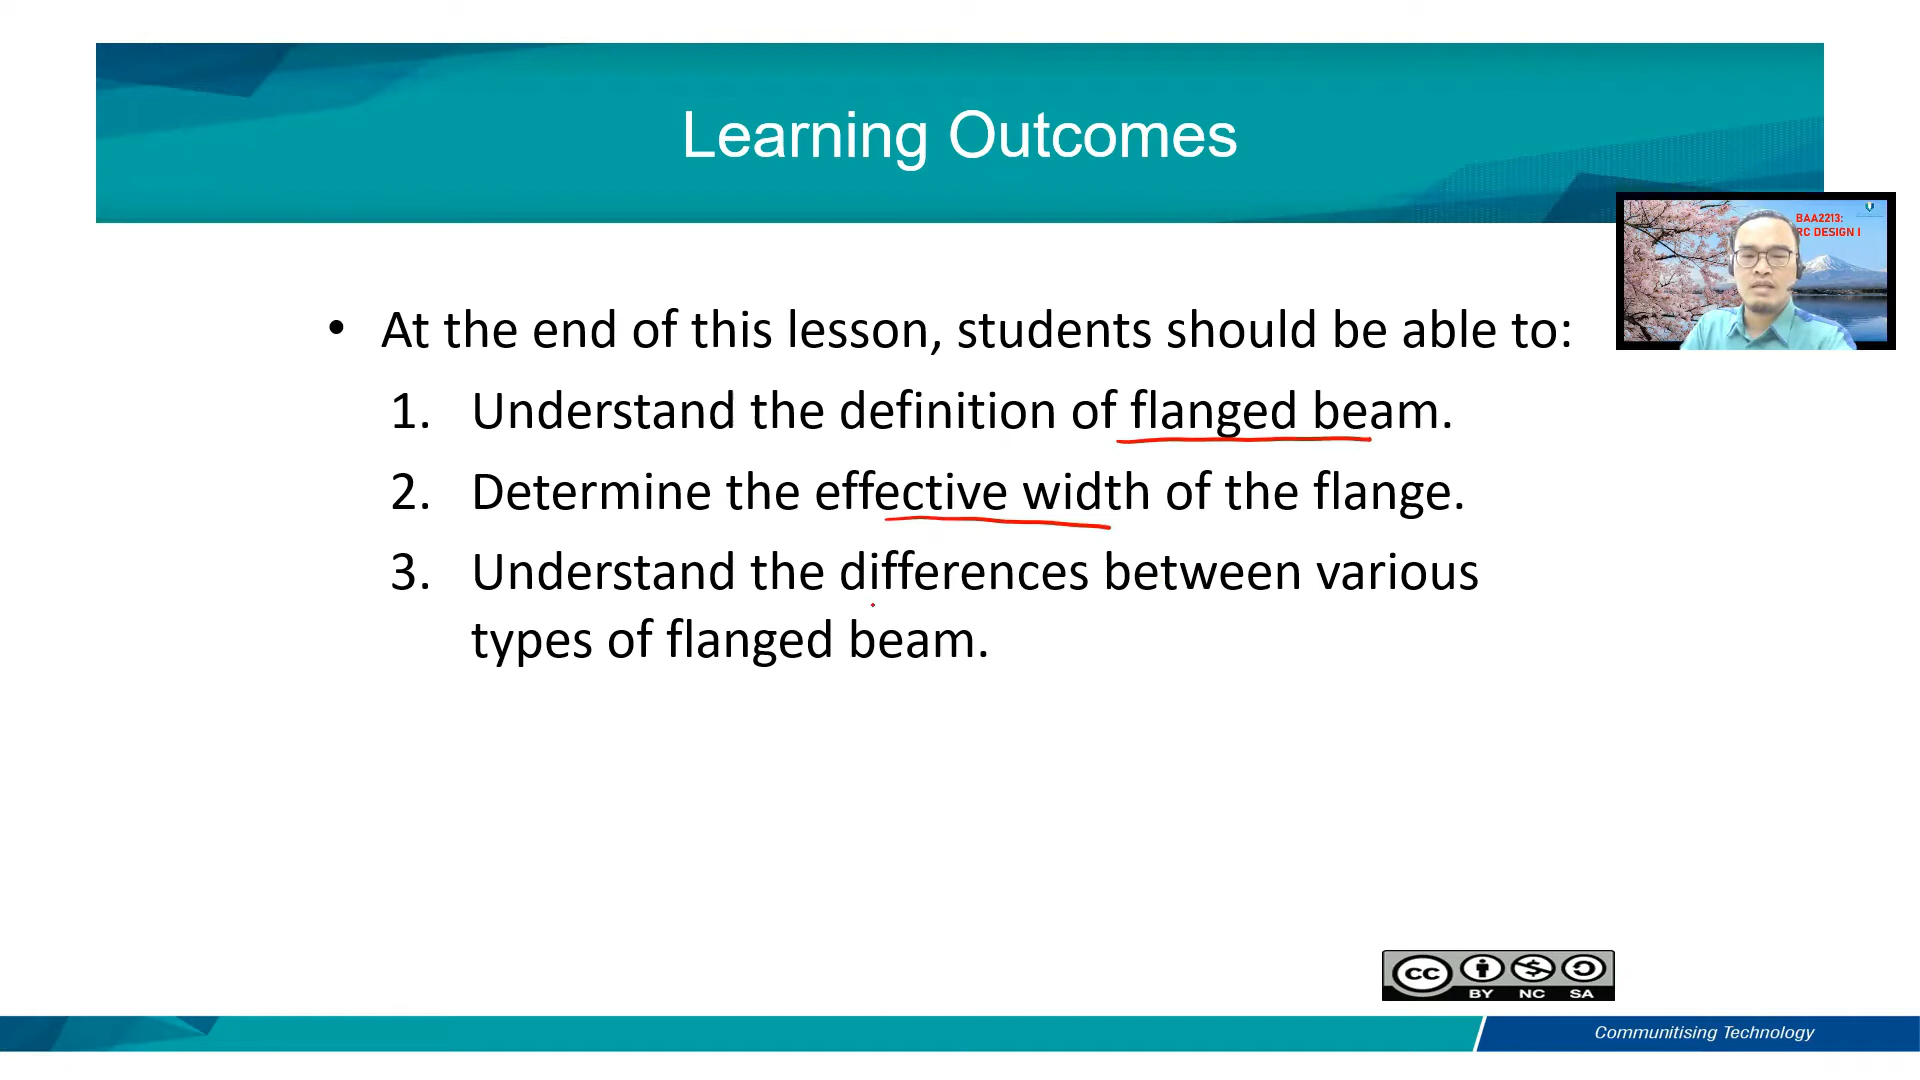 Learning Outcomes
BAA2213:
RC DESIGN I
• At the end of this lesson, students should be able to:
1. Understand the definition of flanged beam.
2. Determine the effective width of the flange.
3. Understand the differences between various
types of flanged beam.
cc
BY NC SA
Communitising Technology